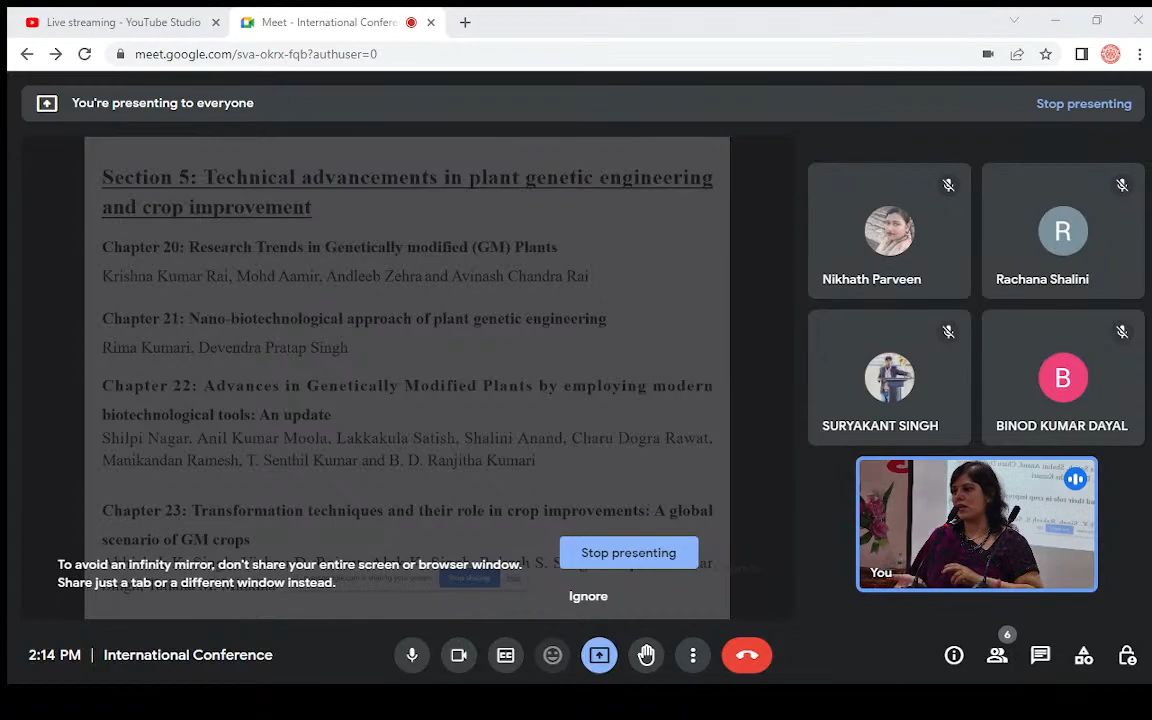 Live streaming - YouTube Studio
Meet - International Confere
meet.google.com/sva-okrx-fqb?authuser=0
You're presenting to everyone
Stop presenting
Section 5: Technical advancements in plant genetic engineering
and crop improvement
Chapter 20: Research Trends in Genetically modified (GM) Plants
Krishna Kumar Rai, Mohd Aamir, Andleeb Zehra and Avinash Chandra Rai
Chapter 21: Nano-biotechnological approach of plant genetic engineering
Rima Kumari, Devendra Pratap Singh
Chapter 22: Advances in Genetically Modified Plants by employing modern
biotechnological tools: An update
Shilpi Nagar, Anil Kumar Moola, Lakkakula Satish, Shalini Anand, Charu Dogra Rawat,
Manikandan Ramesh, T. Senthil Kumar and B. D. Ranjitha Kumari
Chapter 23: Transformation techniques and their role in crop improvements: A global
scenario of GM crops
To avoid an infinity mirror, don't share your entire screen or browser window.
Share just a tab or a different window instead.
Stop presenting
Ignore
Nikhath Parveen
R
Rachana Shalini
SURYAKANT SINGH
B
BINOD KUMAR DAYAL
You
2:14 PM | International Conference
6